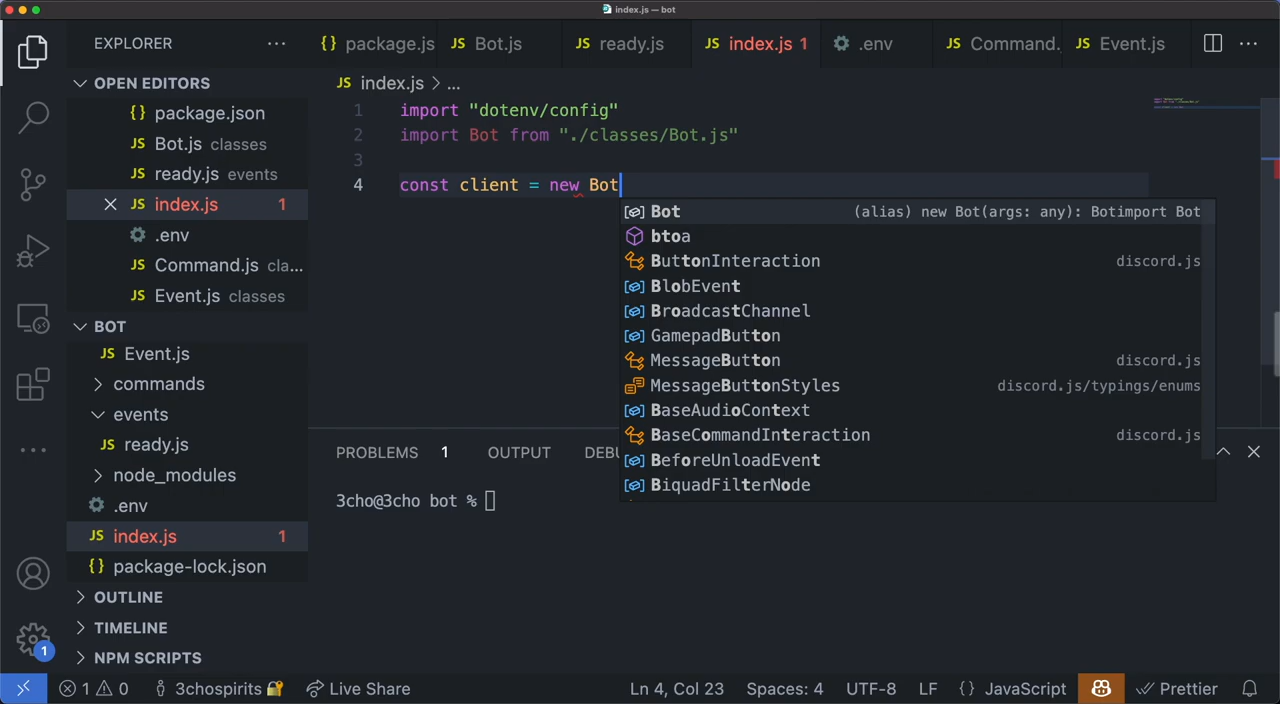 index.js — bot
EXPLORER
package.js
Bot.js
ready.js
index.js 1
.env
Command.
Event.js
OPEN EDITORS
package.json
Bot.js classes
ready.js events
index.js 1
.env
Command.js cla...
Event.js classes
BOT
Event.js
commands
events
ready.js
node_modules
.env
index.js 1
package-lock.json
OUTLINE
TIMELINE
NPM SCRIPTS
JS index.js > ...
1 import "dotenv/config"
2 import Bot from "./classes/Bot.js"
3
4 const client = new Bot
Bot (alias) new Bot(args: any): Botimport Bot
btoa
ButtonInteraction discord.js
BlobEvent
BroadcastChannel
GamepadButton
MessageButton discord.js
MessageButtonStyles discord.js/typings/enums
BaseAudioContext
BaseCommandInteraction discord.js
BeforeUnloadEvent
BiquadFilterNode
PROBLEMS 1 OUTPUT DEBU
3cho@3cho bot %
1
1 0 3chospirits Live Share Ln 4, Col 23 Spaces: 4 UTF-8 LF {} JavaScript Prettier